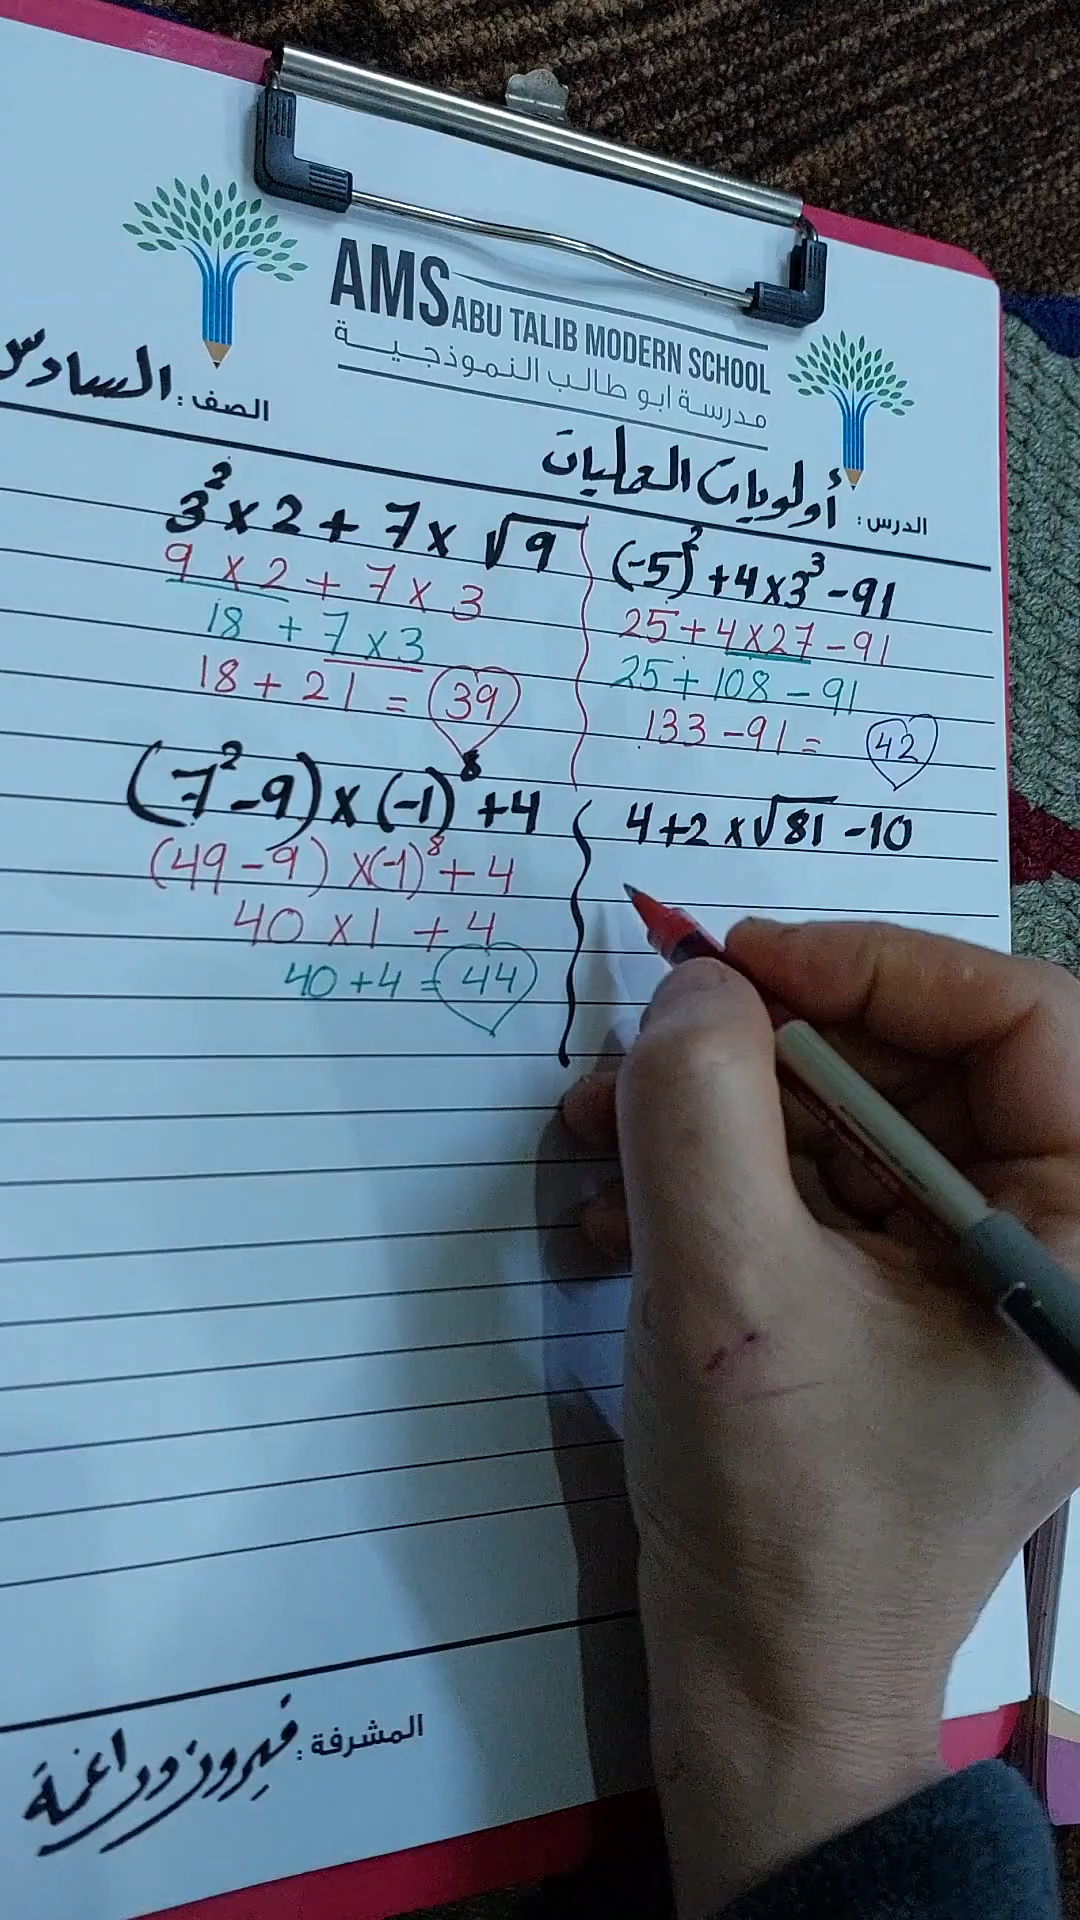 AMS ABU TALIB MODERN SCHOOL
مدرسة ابو طالب النموذجية
الصف: السادس
الدرس: أولويات العمليات
3² × 2 + 7 × √9
9 × 2 + 7 × 3
18 + 7 × 3
18 + 21 = 39
(-5)² + 4 × 3³ - 91
25 + 4 × 27 - 91
25 + 108 - 91
133 - 91 = 42
(7² - 9) × (-1)⁸ + 4
(49 - 9) × (-1)⁸ + 4
40 × 1 + 4
40 + 4 = 44
4 + 2 × √81 - 10
المشرفة: فيروز دراغمة